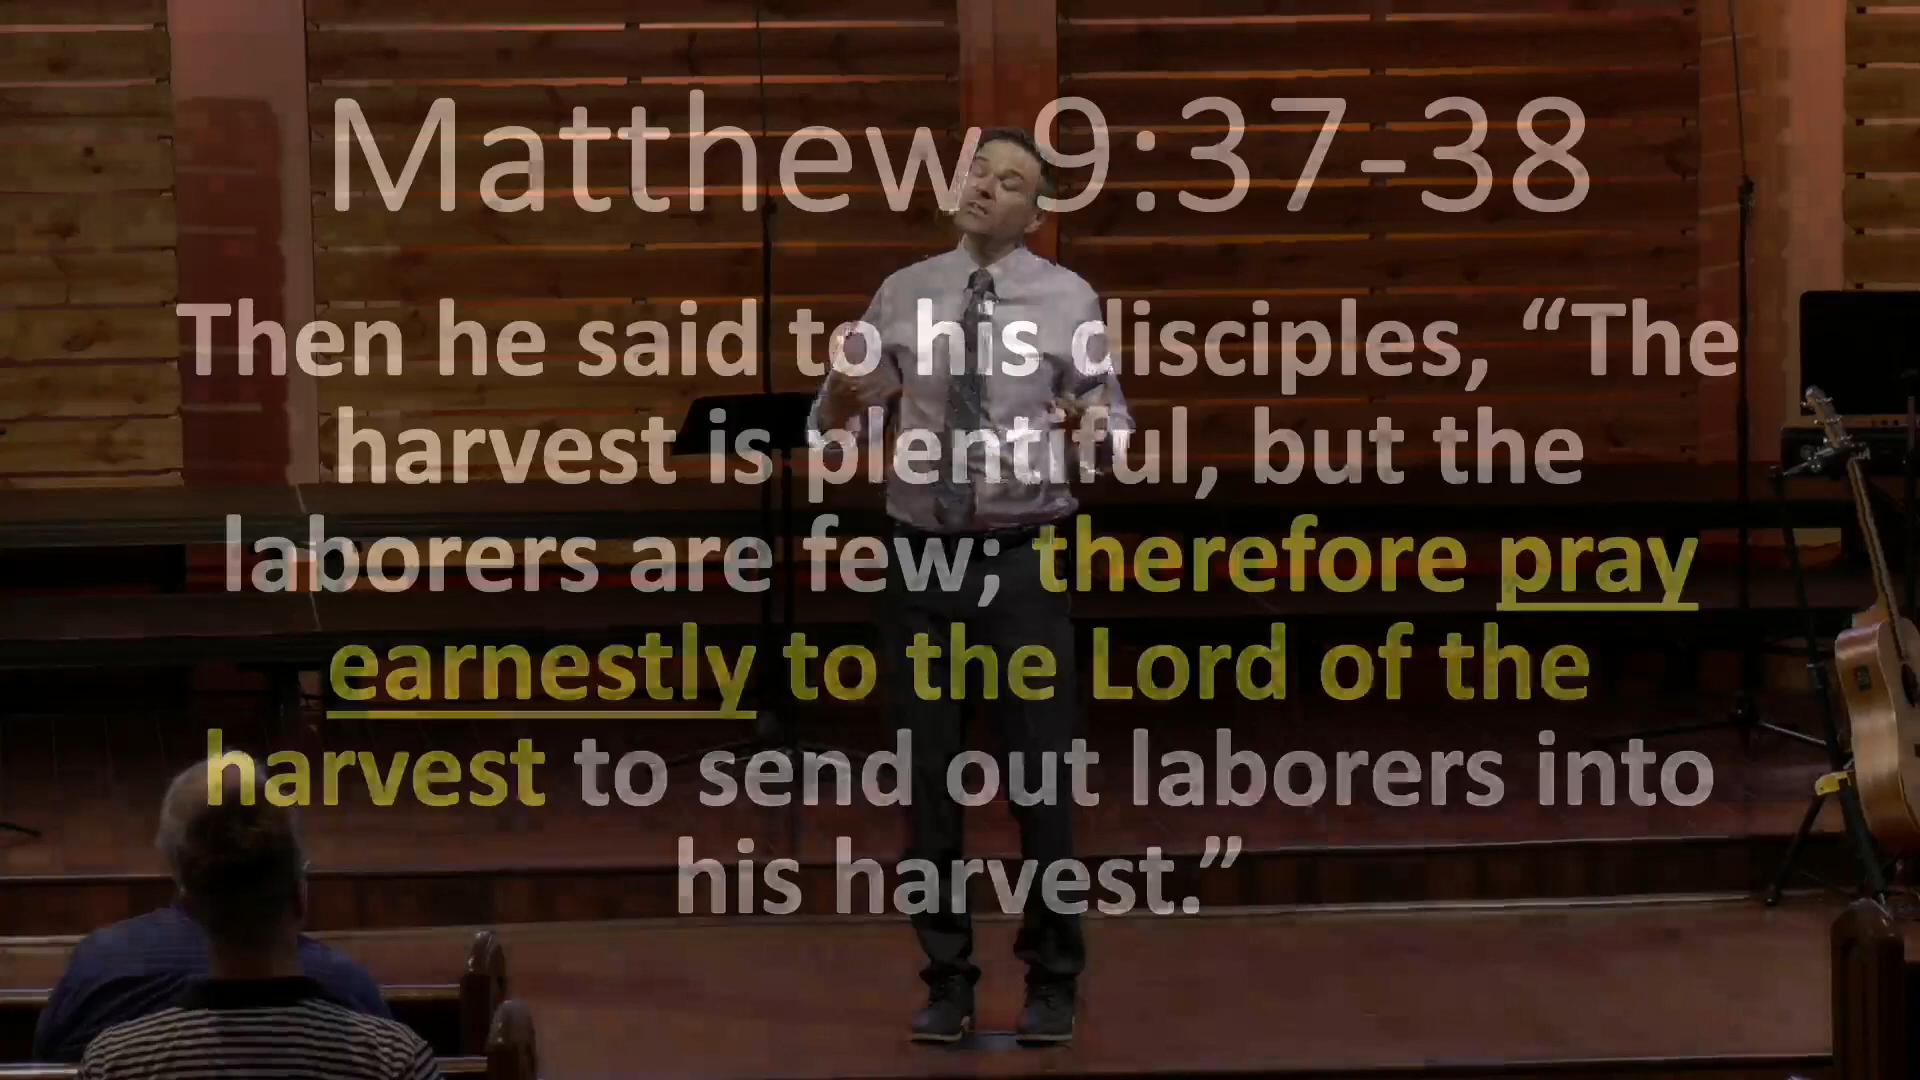 Matthew 9:37-38
Then he said to his disciples, “The
harvest is plentiful, but the
laborers are few; therefore pray
earnestly to the Lord of the
harvest to send out laborers into
his harvest.”